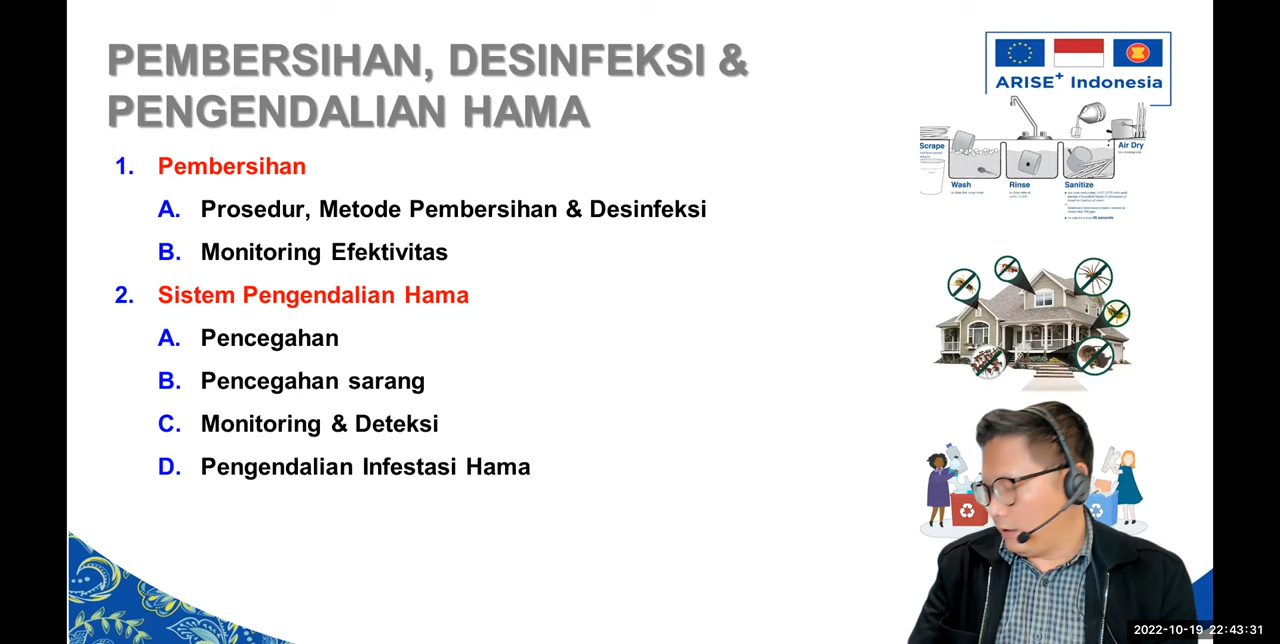 PEMBERSIHAN, DESINFEKSI &
PENGENDALIAN HAMA
1. Pembersihan
A. Prosedur, Metode Pembersihan & Desinfeksi
B. Monitoring Efektivitas
2. Sistem Pengendalian Hama
A. Pencegahan
B. Pencegahan sarang
C. Monitoring & Deteksi
D. Pengendalian Infestasi Hama
ARISE+ Indonesia
Scrape
Wash
Rinse
Sanitize
Air Dry
2022-10-19 22:43:31